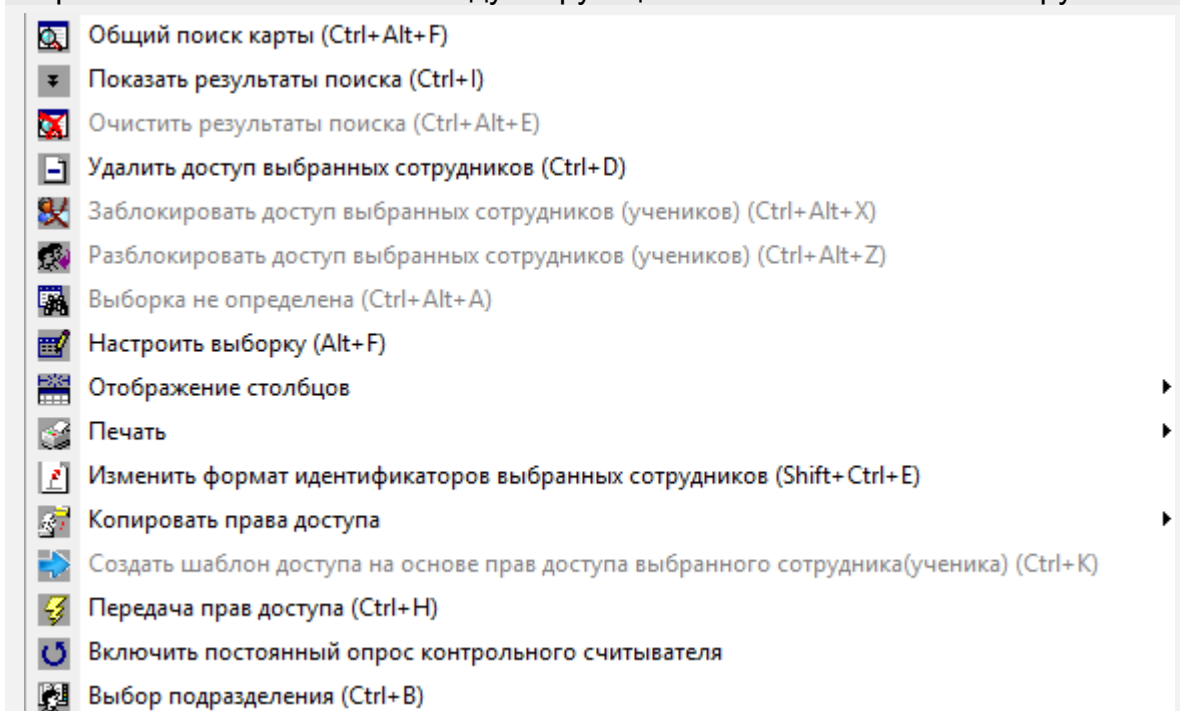 Общий поиск карты (Ctrl+Alt+F)
Показать результаты поиска (Ctrl+I)
Очистить результаты поиска (Ctrl+Alt+E)
Удалить доступ выбранных сотрудников (Ctrl+D)
Заблокировать доступ выбранных сотрудников (учеников) (Ctrl+Alt+X)
Разблокировать доступ выбранных сотрудников (учеников) (Ctrl+Alt+Z)
Выборка не определена (Ctrl+Alt+A)
Настроить выборку (Alt+F)
Отображение столбцов
Печать
Изменить формат идентификаторов выбранных сотрудников (Shift+Ctrl+E)
Копировать права доступа
Создать шаблон доступа на основе прав доступа выбранного сотрудника(ученика) (Ctrl+K)
Передача прав доступа (Ctrl+H)
Включить постоянный опрос контрольного считывателя
Выбор подразделения (Ctrl+B)